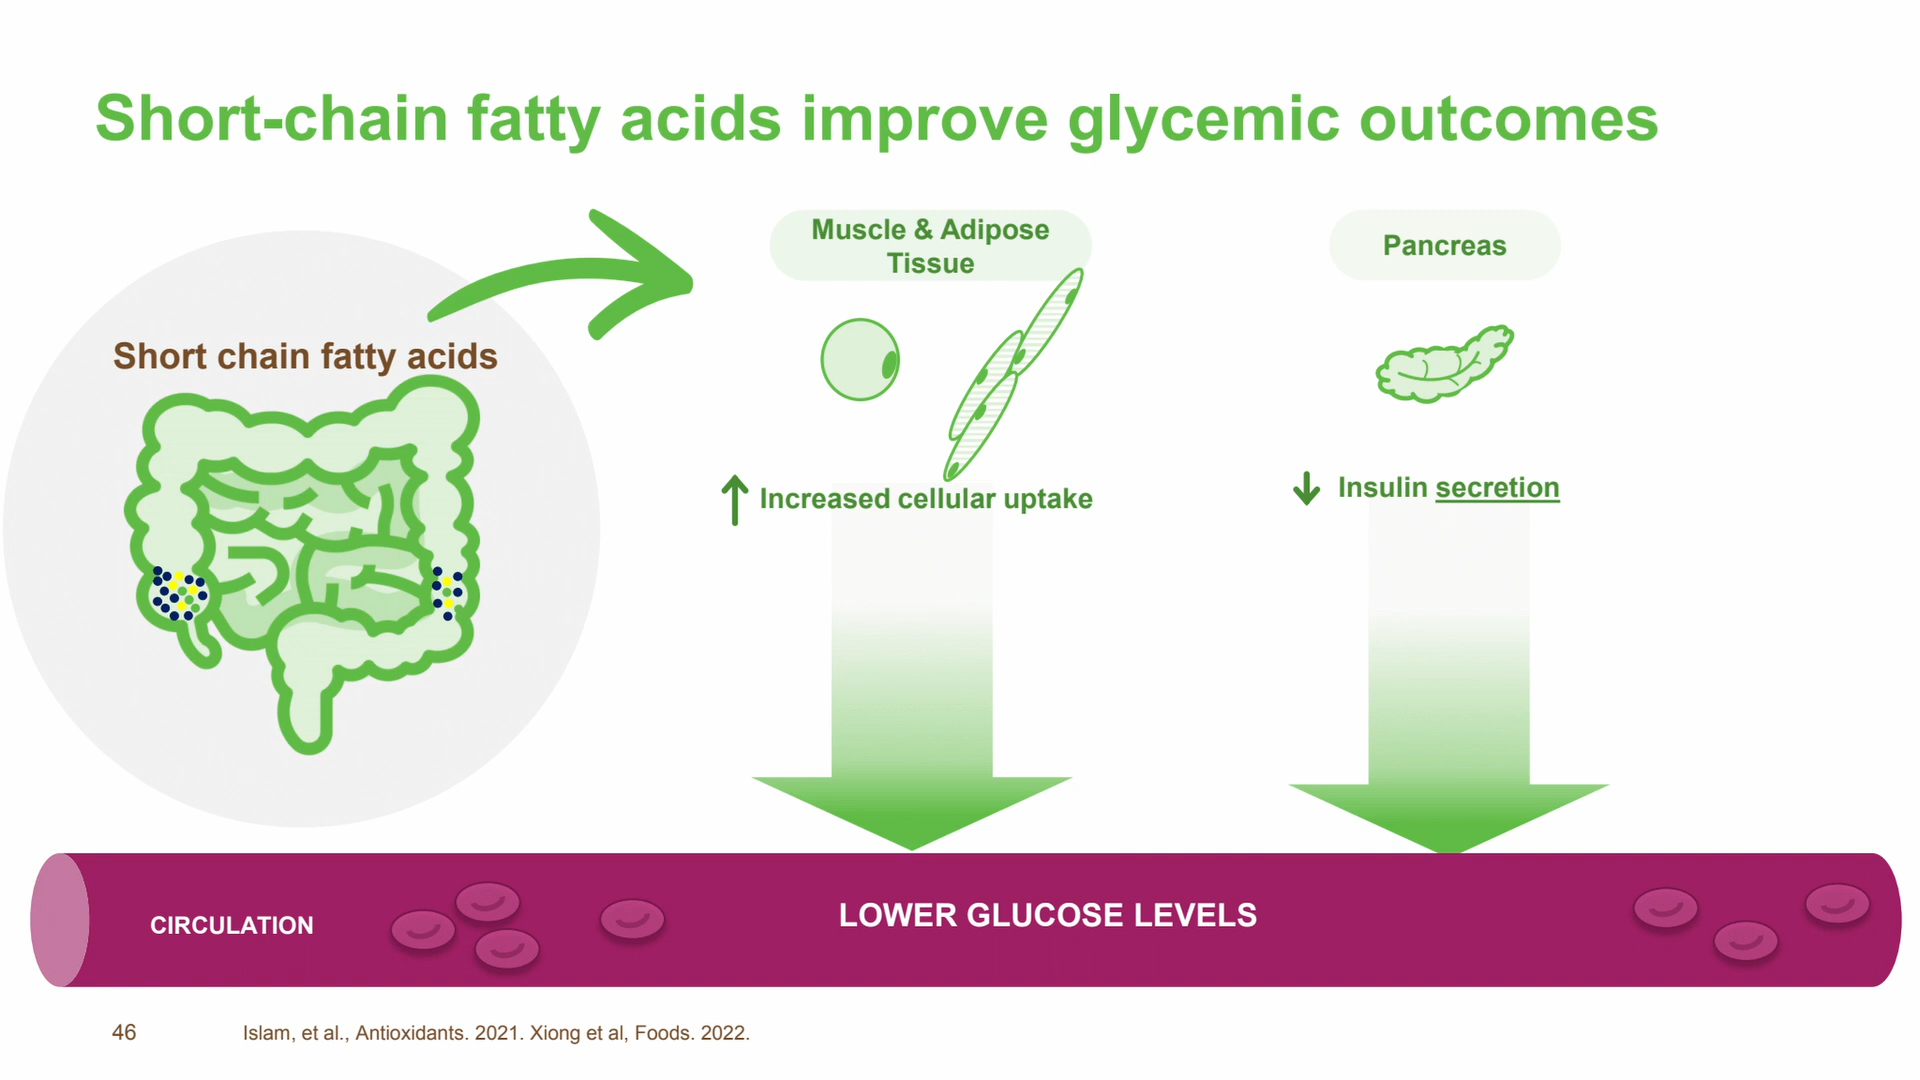 Short-chain fatty acids improve glycemic outcomes
Short chain fatty acids
Muscle & Adipose
Tissue
Increased cellular uptake
Pancreas
Insulin secretion
CIRCULATION
LOWER GLUCOSE LEVELS
46
Islam, et al., Antioxidants. 2021. Xiong et al, Foods. 2022.